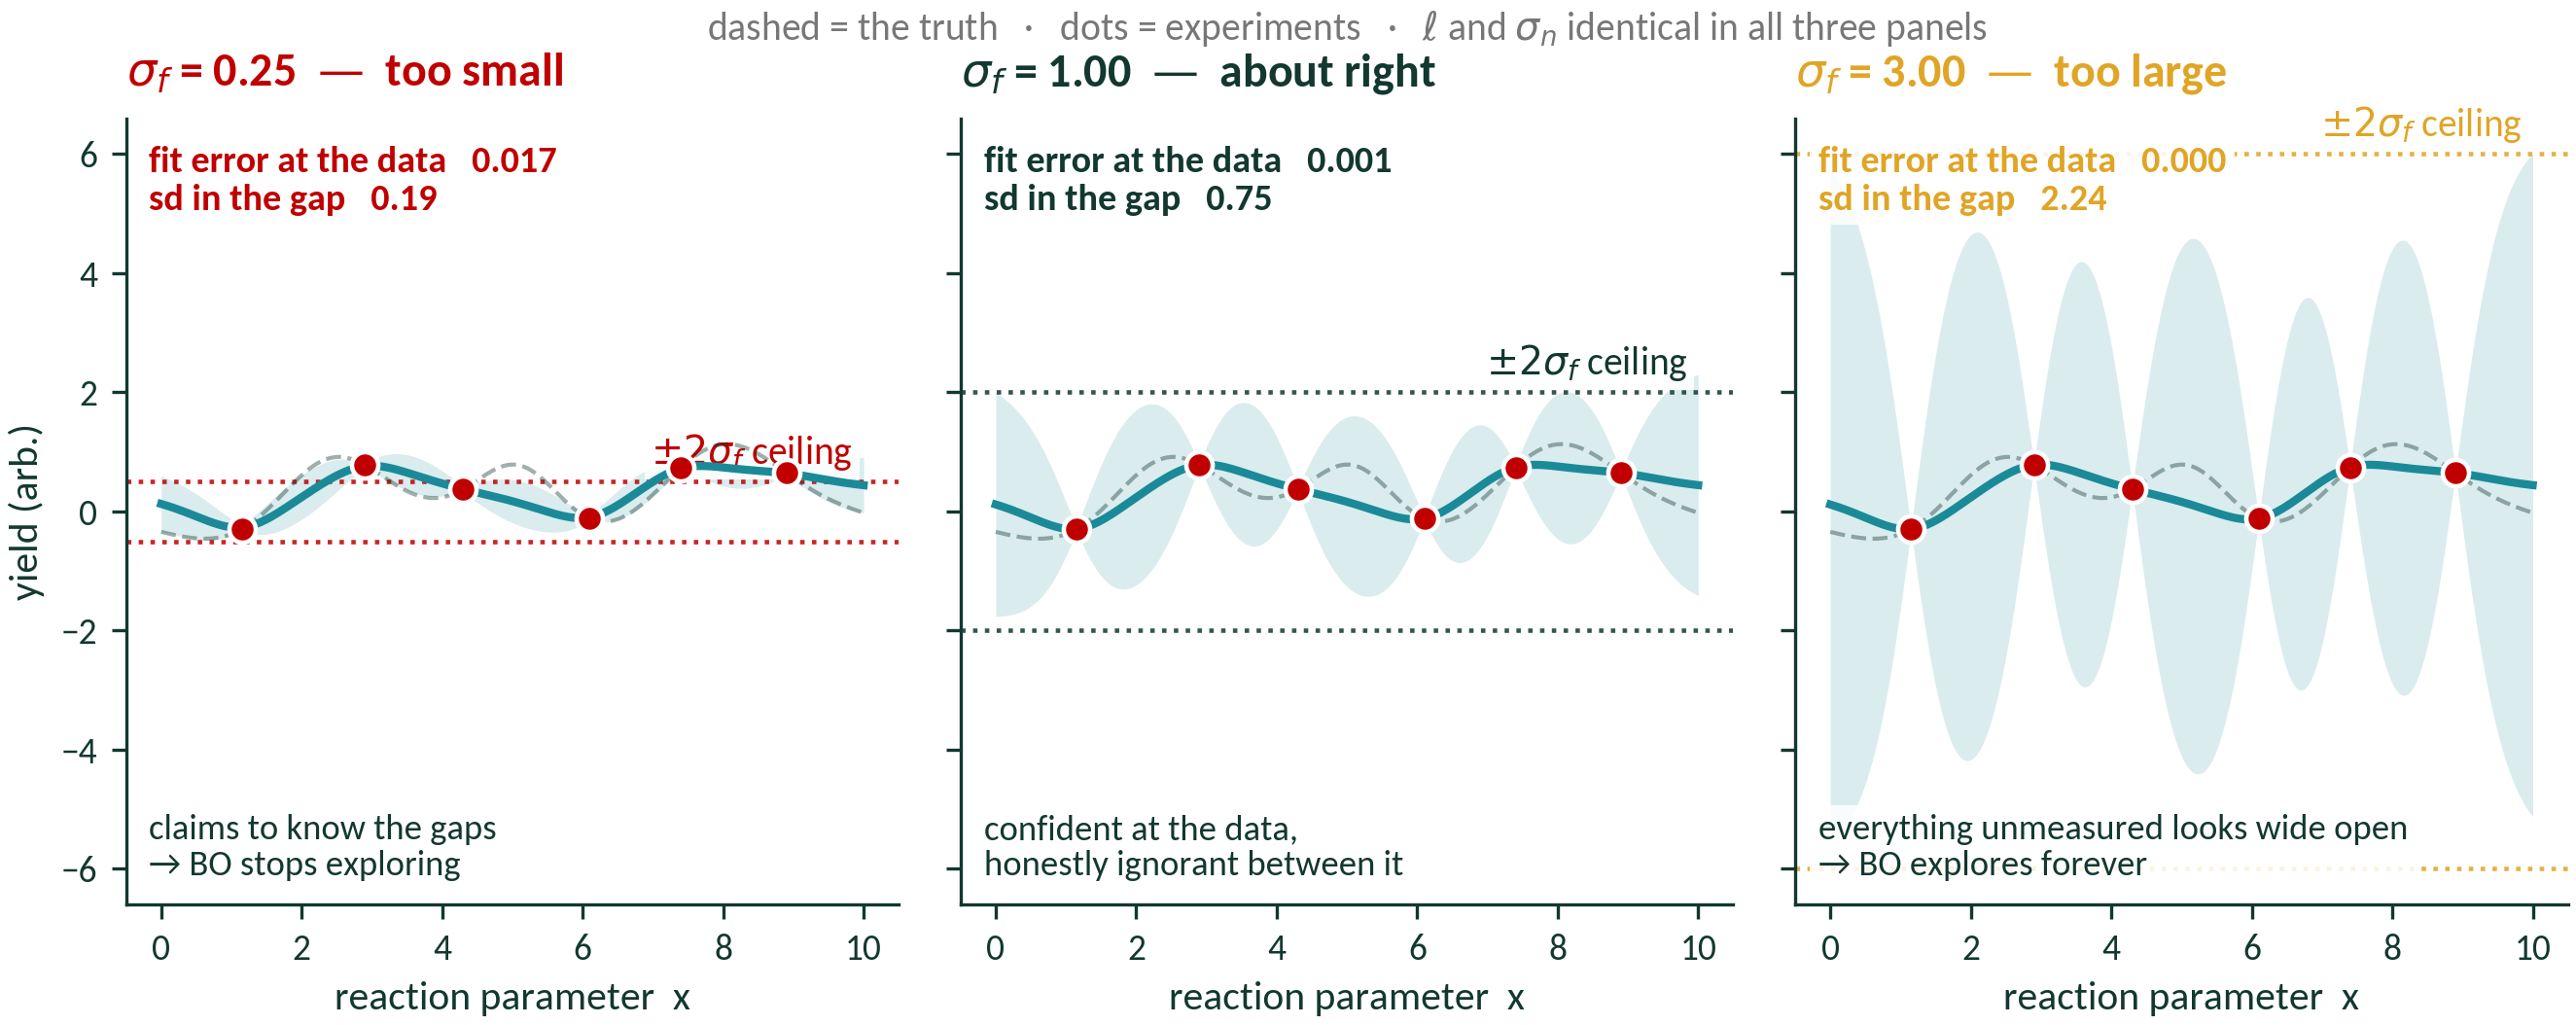 dashed = the truth · dots = experiments · ℓ and σn identical in all three panels
σf = 0.25 — too small
fit error at the data 0.017
sd in the gap 0.19
±2σf ceiling
claims to know the gaps
→ BO stops exploring
yield (arb.)
6
4
2
0
−2
−4
−6
0 2 4 6 8 10
reaction parameter x
σf = 1.00 — about right
fit error at the data 0.001
sd in the gap 0.75
±2σf ceiling
confident at the data,
honestly ignorant between it
0 2 4 6 8 10
reaction parameter x
σf = 3.00 — too large
±2σf ceiling
fit error at the data 0.000
sd in the gap 2.24
everything unmeasured looks wide open
→ BO explores forever
0 2 4 6 8 10
reaction parameter x